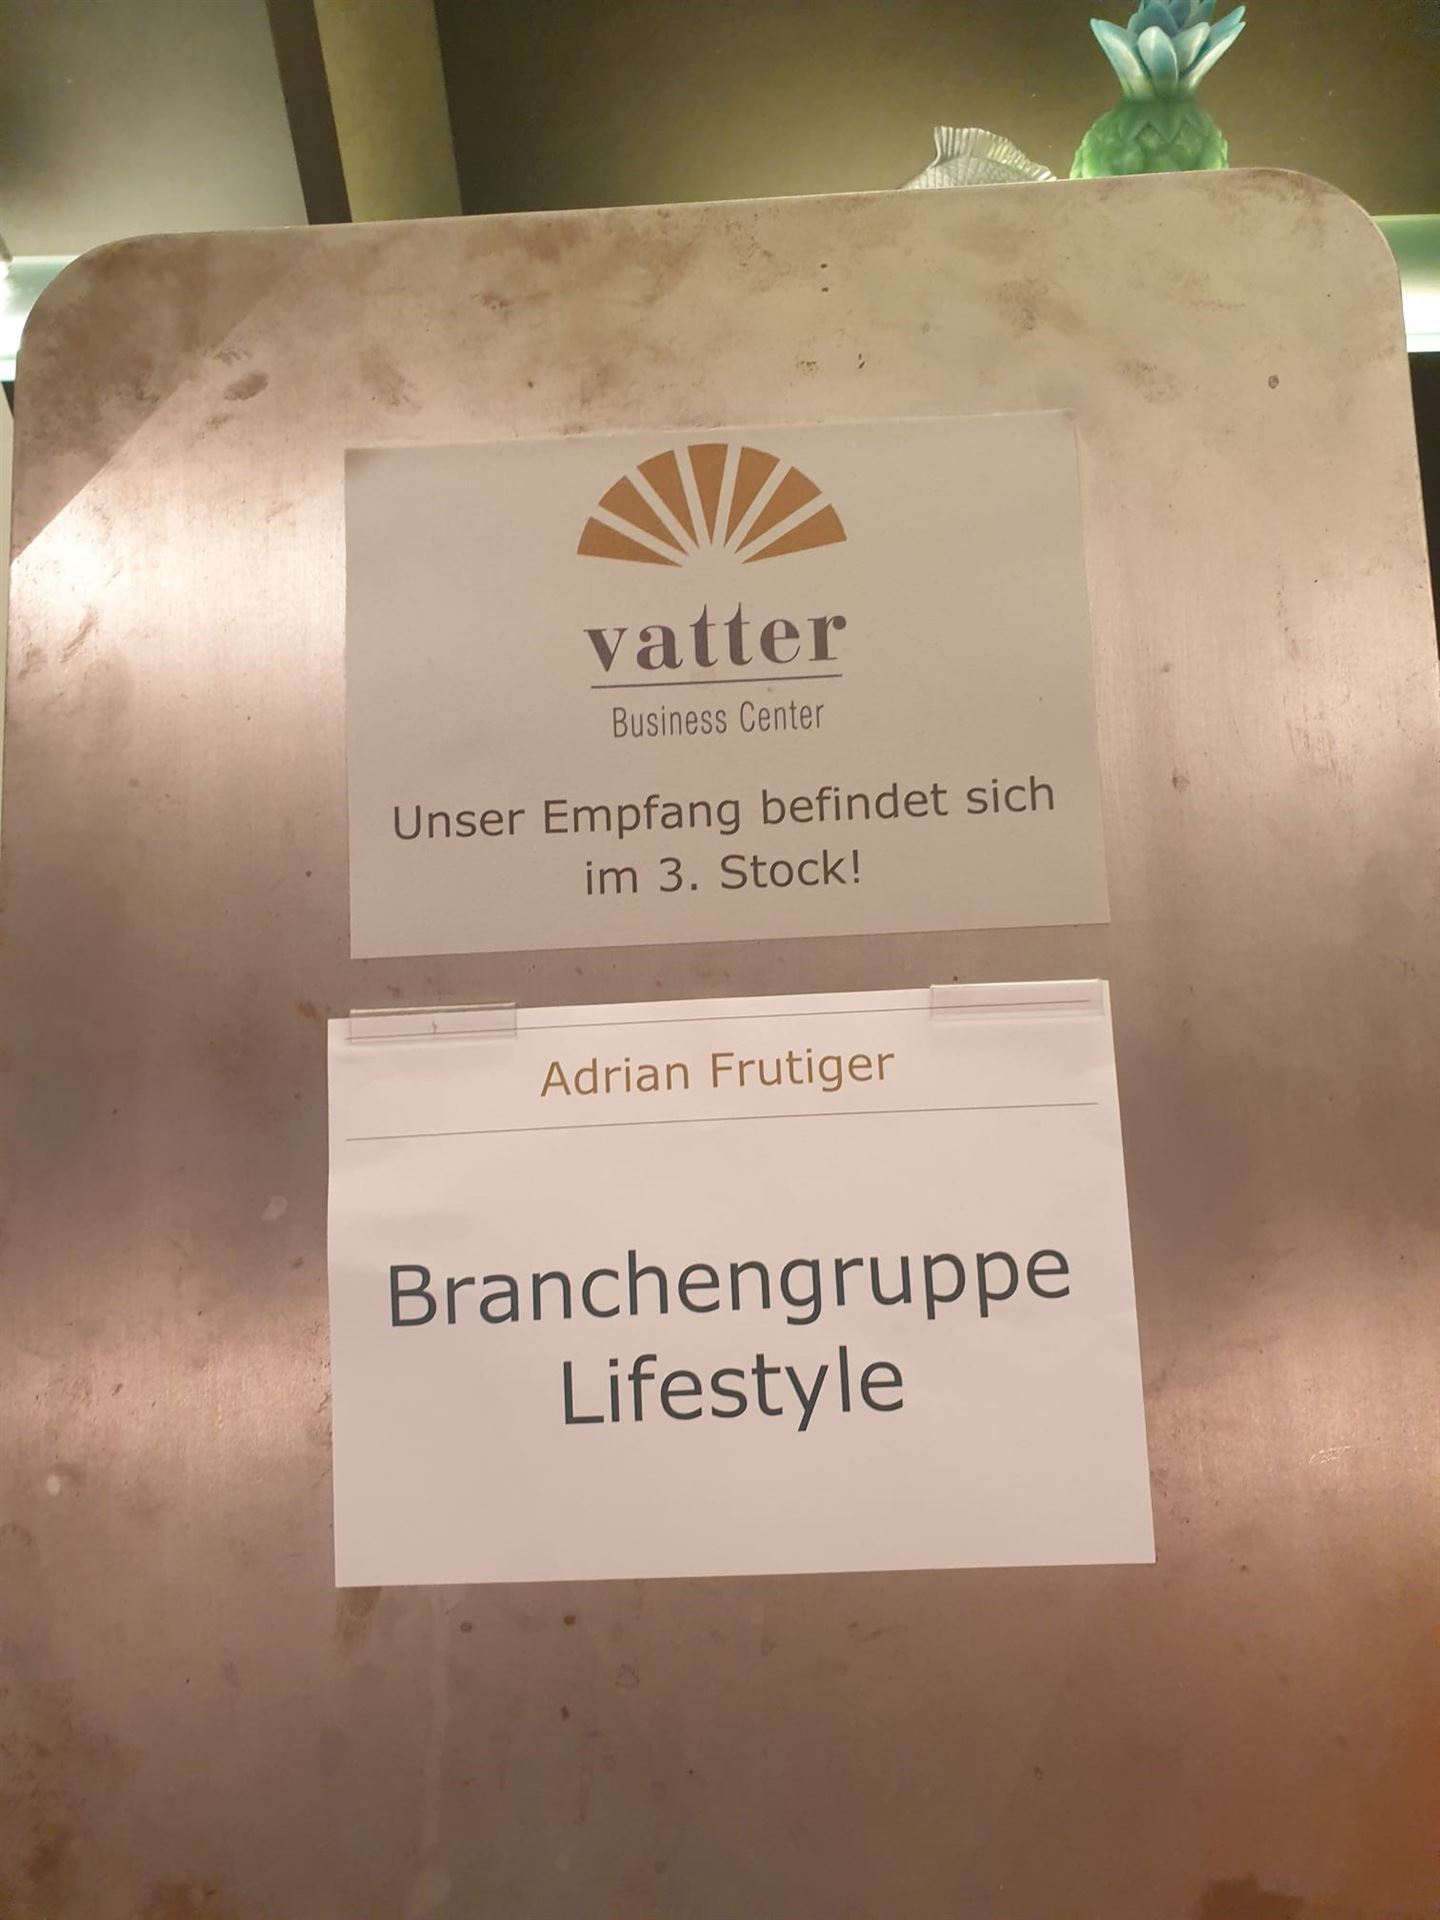 vatter
Business Center
Unser Empfang befindet sich
im 3. Stock!
Adrian Frutiger
Branchengruppe
Lifestyle